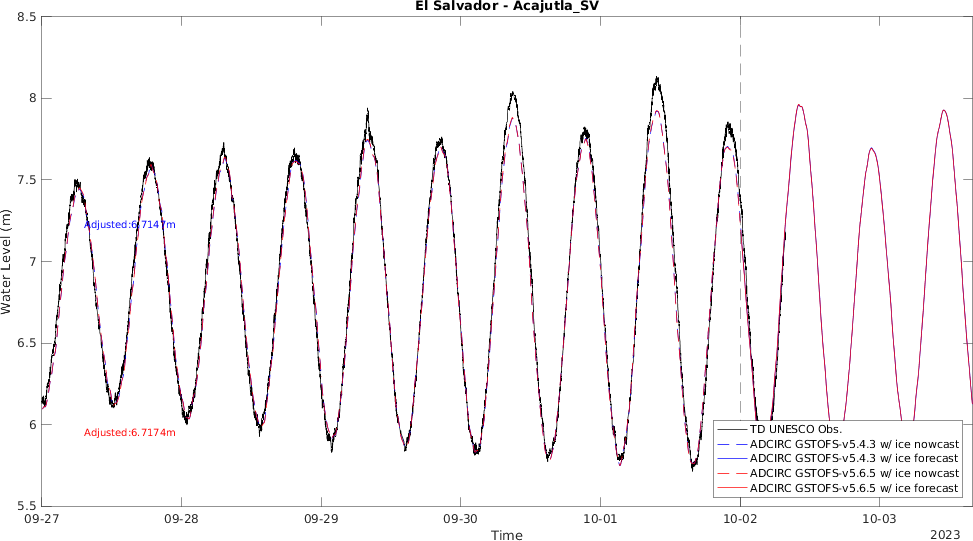 El Salvador - Acajutla_SV
8.5
8
7.5
7
6.5
6
5.5
Water Level (m)
Adjusted:6.7147m
Adjusted:6.7174m
TD UNESCO Obs.
ADCIRC GSTOFS-v5.4.3 w/ ice nowcast
ADCIRC GSTOFS-v5.4.3 w/ ice forecast
ADCIRC GSTOFS-v5.6.5 w/ ice nowcast
ADCIRC GSTOFS-v5.6.5 w/ ice forecast
09-27 09-28 09-29 09-30 10-01 10-02 10-03
Time
2023